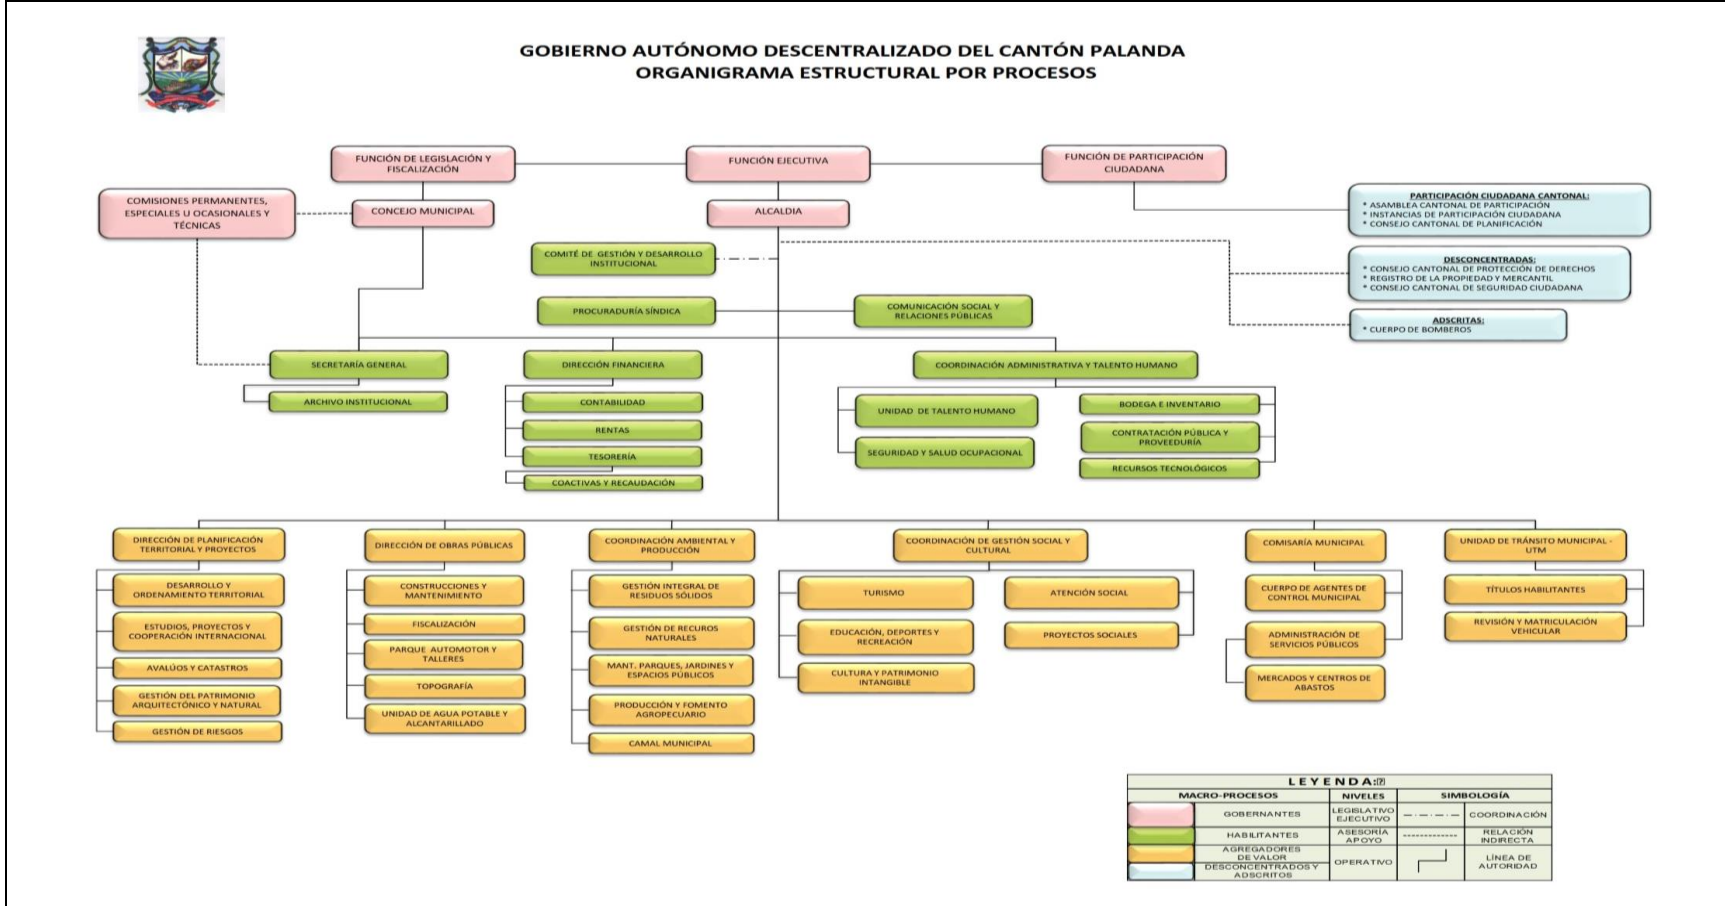 GOBIERNO AUTÓNOMO DESCENTRALIZADO DEL CANTÓN PALANDA
ORGANIGRAMA ESTRUCTURAL POR PROCESOS
FUNCIÓN DE LEGISLACIÓN Y
FISCALIZACIÓN
FUNCIÓN EJECUTIVA
FUNCIÓN DE PARTICIPACIÓN
CIUDADANA
COMISIONES PERMANENTES,
ESPECIALES U OCASIONALES Y
TÉCNICAS
CONCEJO MUNICIPAL
ALCALDIA
PARTICIPACIÓN CIUDADANA CANTONAL:
* ASAMBLEA CANTONAL DE PARTICIPACIÓN
* INSTANCIAS DE PARTICIPACIÓN CIUDADANA
* CONSEJO CANTONAL DE PLANIFICACIÓN
COMITÉ DE GESTIÓN Y DESARROLLO
INSTITUCIONAL
DESCONCENTRADAS:
* CONSEJO CANTONAL DE PROTECCIÓN DE DERECHOS
* REGISTRO DE LA PROPIEDAD Y MERCANTIL
* CONSEJO CANTONAL DE SEGURIDAD CIUDADANA
PROCURADURÍA SÍNDICA
COMUNICACIÓN SOCIAL Y
RELACIONES PÚBLICAS
ADSCRITAS:
* CUERPO DE BOMBEROS
SECRETARÍA GENERAL
ARCHIVO INSTITUCIONAL
DIRECCIÓN FINANCIERA
CONTABILIDAD
RENTAS
TESORERÍA
COACTIVAS Y RECAUDACIÓN
COORDINACIÓN ADMINISTRATIVA Y TALENTO HUMANO
UNIDAD DE TALENTO HUMANO
SEGURIDAD Y SALUD OCUPACIONAL
BODEGA E INVENTARIO
CONTRATACIÓN PÚBLICA Y
PROVEEDURÍA
RECURSOS TECNOLÓGICOS
DIRECCIÓN DE PLANIFICACIÓN
TERRITORIAL Y PROYECTOS
DESARROLLO Y
ORDENAMIENTO TERRITORIAL
ESTUDIOS, PROYECTOS Y
COOPERACIÓN INTERNACIONAL
AVALÚOS Y CATASTROS
GESTIÓN DEL PATRIMONIO
ARQUITECTÓNICO Y NATURAL
GESTIÓN DE RIESGOS
DIRECCIÓN DE OBRAS PÚBLICAS
CONSTRUCCIONES Y
MANTENIMIENTO
FISCALIZACIÓN
PARQUE AUTOMOTOR Y
TALLERES
TOPOGRAFÍA
UNIDAD DE AGUA POTABLE Y
ALCANTARILLADO
COORDINACIÓN AMBIENTAL Y
PRODUCCIÓN
GESTIÓN INTEGRAL DE
RESIDUOS SÓLIDOS
GESTIÓN DE RECUROS
NATURALES
MANT. PARQUES, JARDINES Y
ESPACIOS PÚBLICOS
PRODUCCIÓN Y FOMENTO
AGROPECUARIO
CAMAL MUNICIPAL
COORDINACIÓN DE GESTIÓN SOCIAL Y
CULTURAL
TURISMO
EDUCACIÓN, DEPORTES Y
RECREACIÓN
CULTURA Y PATRIMONIO
INTANGIBLE
ATENCIÓN SOCIAL
PROYECTOS SOCIALES
COMISARÍA MUNICIPAL
CUERPO DE AGENTES DE
CONTROL MUNICIPAL
ADMINISTRACIÓN DE
SERVICIOS PÚBLICOS
MERCADOS Y CENTROS DE
ABASTOS
UNIDAD DE TRÁNSITO MUNICIPAL -
UTM
TÍTULOS HABILITANTES
REVISIÓN Y MATRICULACIÓN
VEHICULAR
LEYENDA:
MACRO-PROCESOS
NIVELES
SIMBOLOGÍA
GOBERNANTES
LEGISLATIVO
EJECUTIVO
COORDINACIÓN
HABILITANTES
ASESORÍA
APOYO
RELACIÓN
INDIRECTA
AGREGADORES
DE VALOR
DESCONCENTRADOS Y
ADSCRITOS
OPERATIVO
LÍNEA DE
AUTORIDAD